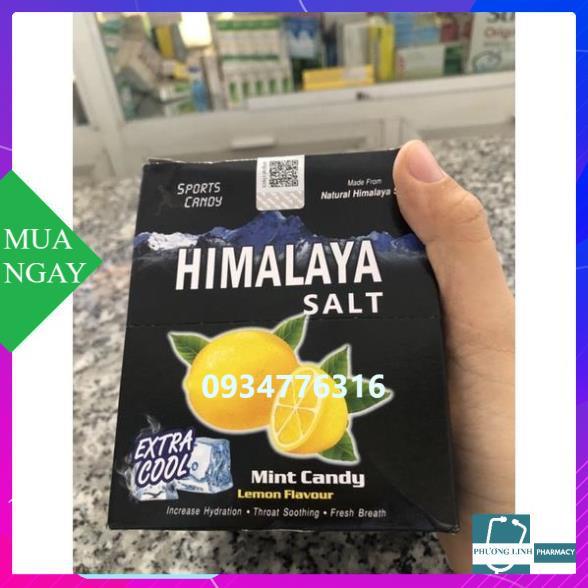 SPORTS
CANDY
Made From
Natural Himalaya
HIMALAYA
SALT
MUA
NGAY
0934776316
EXTRA
COOL
Mint Candy
Lemon Flavour
Increase Hydration • Throat Soothing • Fresh Breath
PHƯƠNG LINH PHARMACY